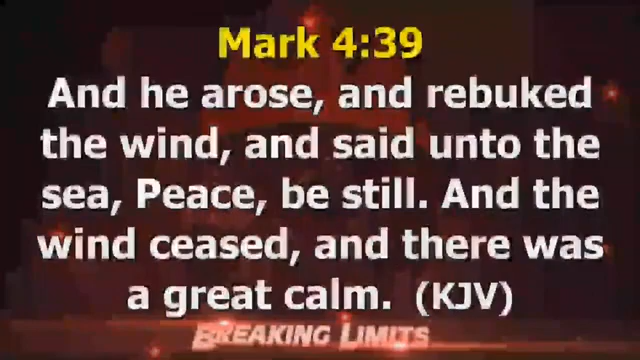 Mark 4:39
And he arose, and rebuked
the wind, and said unto the
sea, Peace, be still. And the
wind ceased, and there was
a great calm.  (KJV)
BREAKING LIMITS